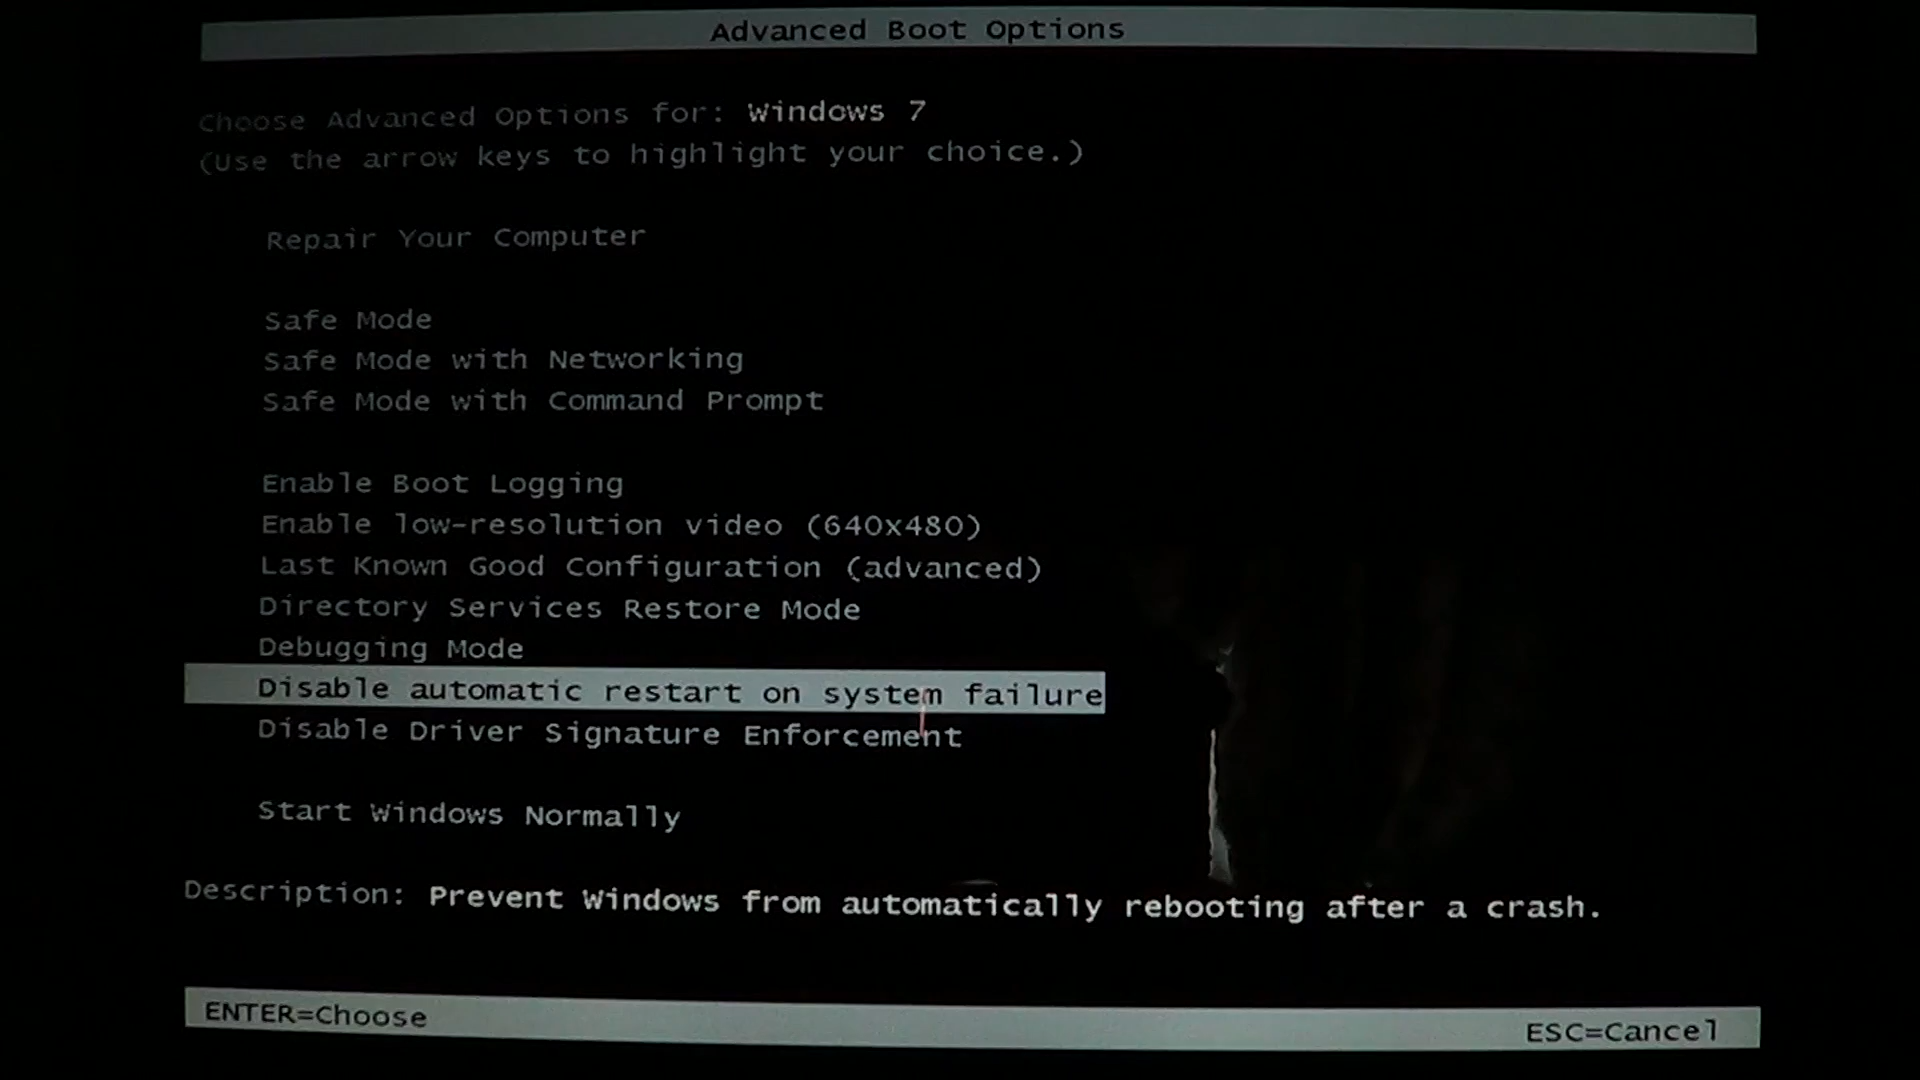 Advanced Boot Options
Choose Advanced Options for: Windows 7
(Use the arrow keys to highlight your choice.)
Repair Your Computer
Safe Mode
Safe Mode with Networking
Safe Mode with Command Prompt
Enable Boot Logging
Enable low-resolution video (640x480)
Last Known Good Configuration (advanced)
Directory Services Restore Mode
Debugging Mode
Disable automatic restart on system failure
Disable Driver Signature Enforcement
Start Windows Normally
Description: Prevent Windows from automatically rebooting after a crash.
ENTER=Choose
ESC=Cancel